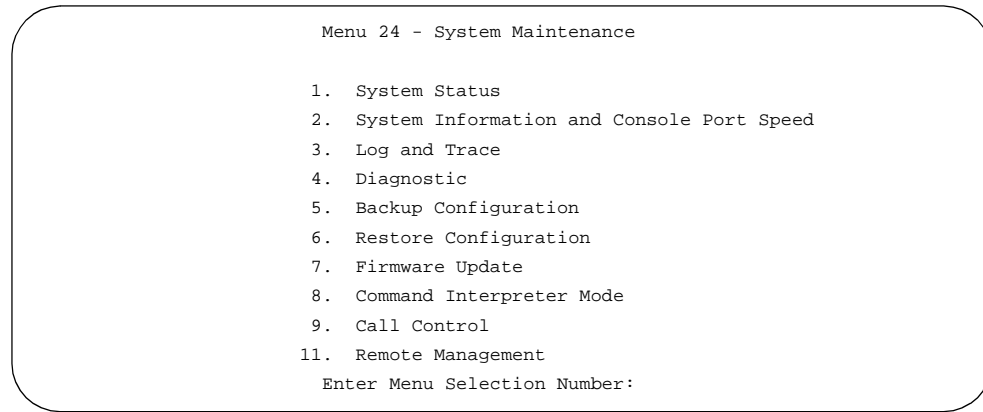 Menu 24 - System Maintenance
1. System Status
2. System Information and Console Port Speed
3. Log and Trace
4. Diagnostic
5. Backup Configuration
6. Restore Configuration
7. Firmware Update
8. Command Interpreter Mode
9. Call Control
11. Remote Management
Enter Menu Selection Number: